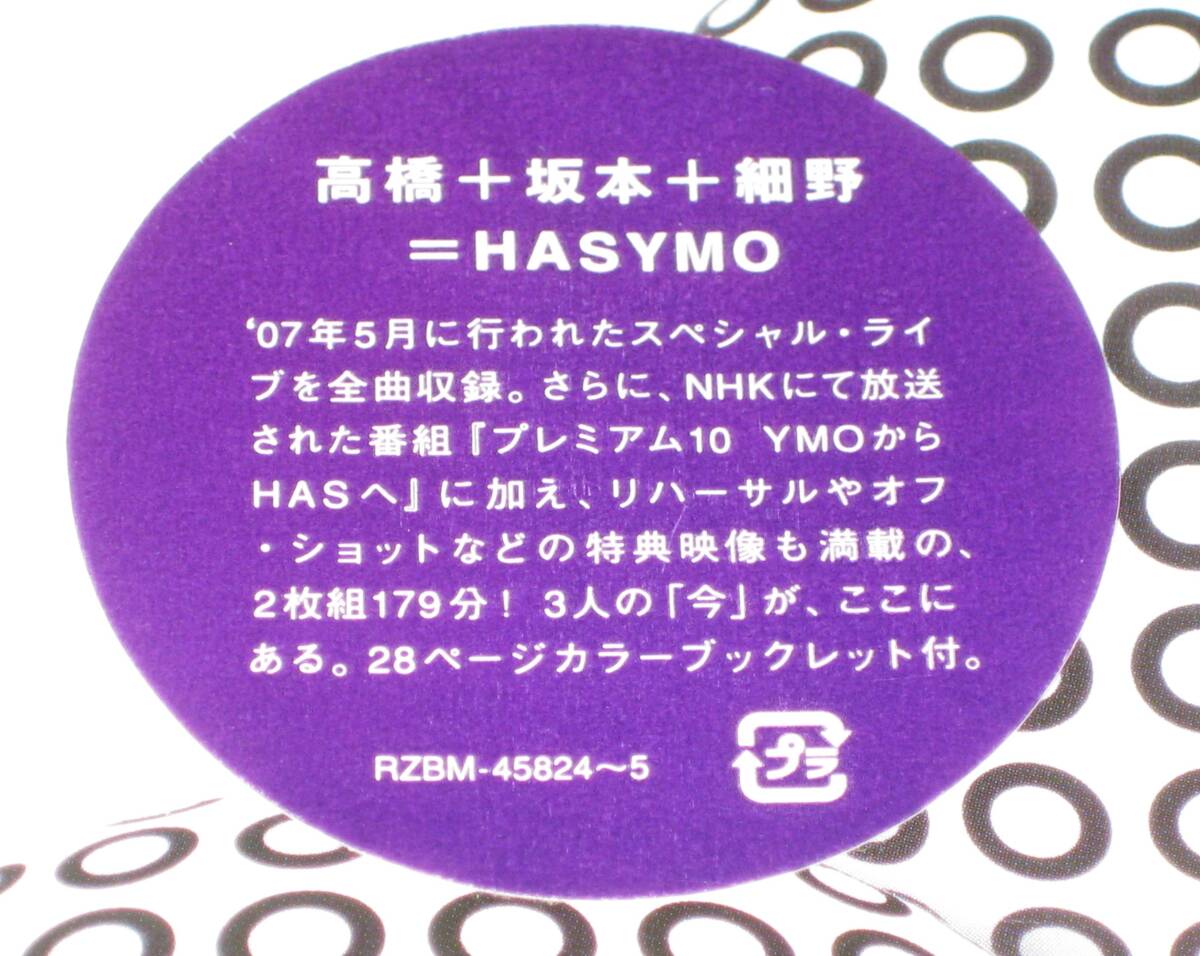 高橋＋坂本＋細野
＝HASYMO
‘07年5月に行われたスペシャル・ライ
ブを全曲収録。さらに、NHKにて放送
された番組『プレミアム10　YMOから
HASへ』に加え、リハーサルやオフ
・ショットなどの特典映像も満載の、
2枚組179分！ 3人の「今」が、ここに
ある。28ページカラーブックレット付。
RZBM-45824〜5
プラ